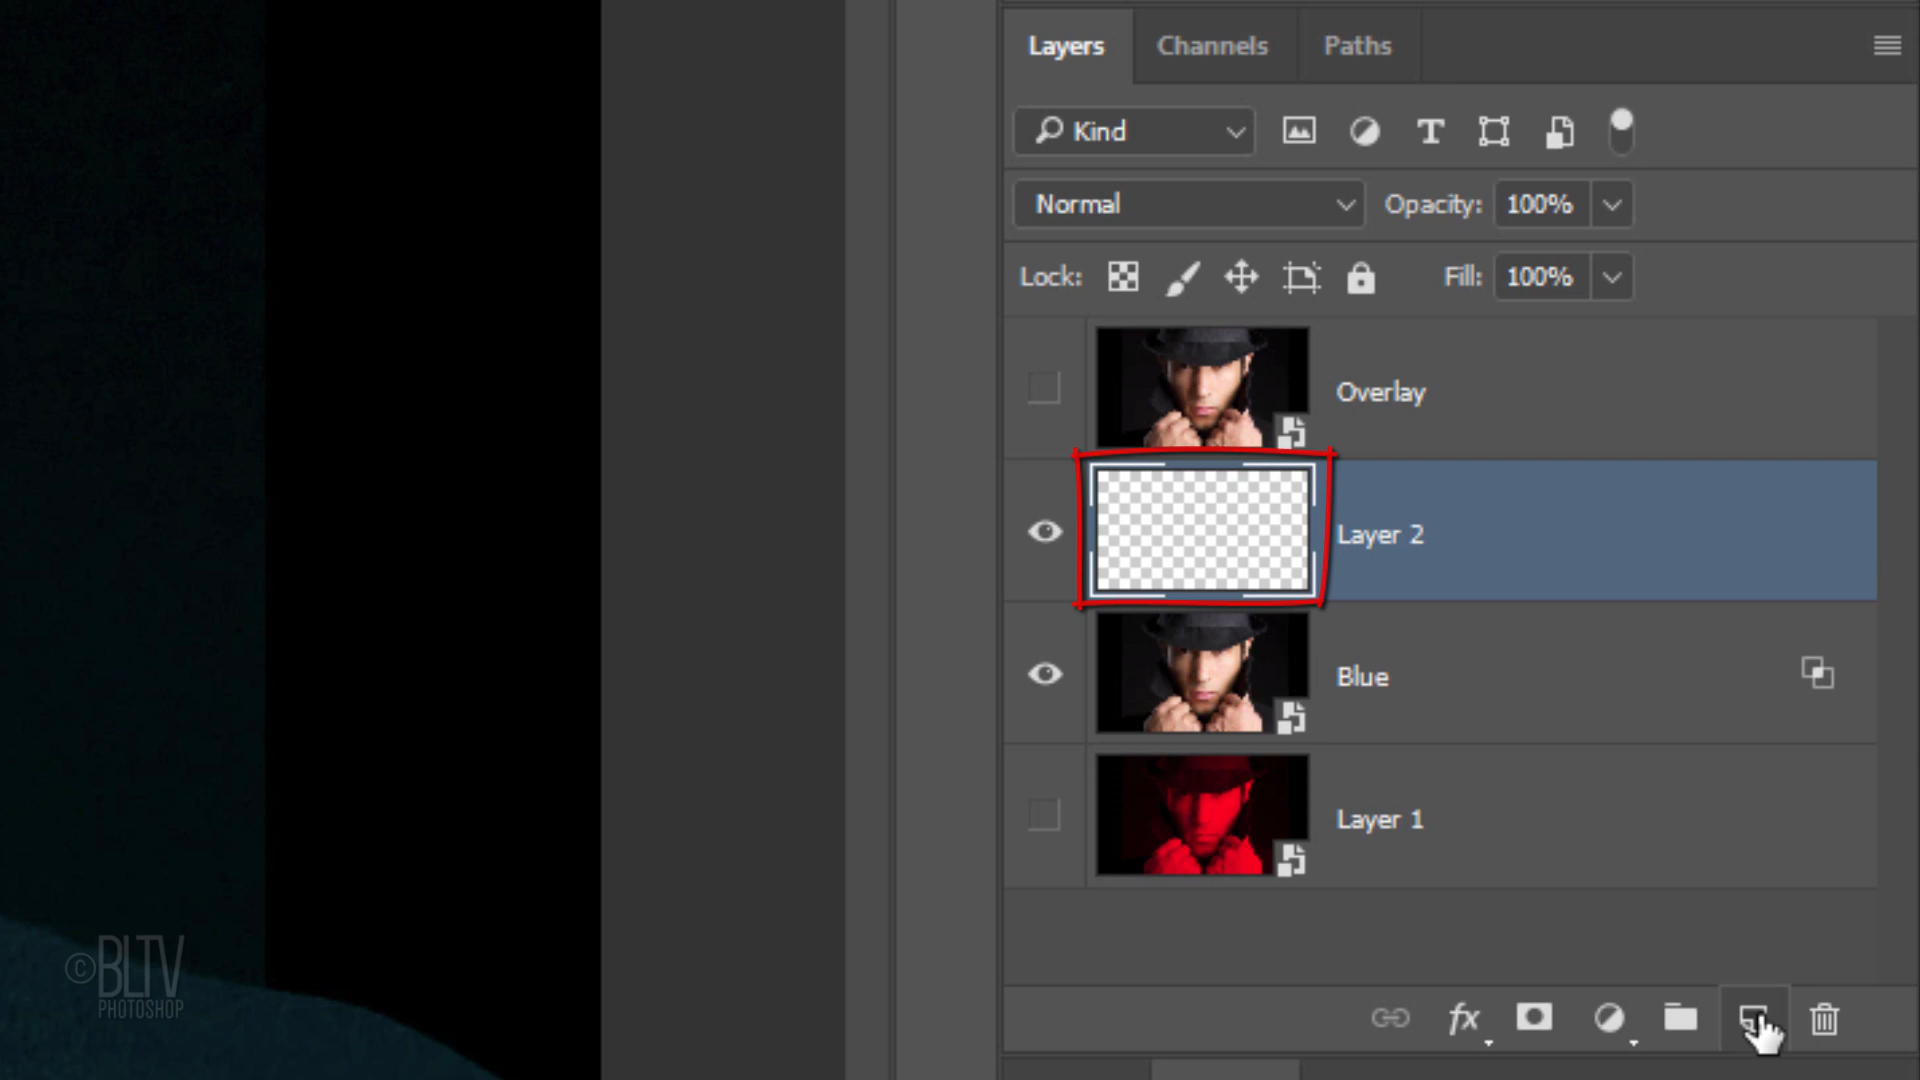 Layers Channels Paths
Kind
Normal Opacity: 100%
Lock: Fill: 100%
Overlay
Layer 2
Blue
Layer 1
fx
©BLTV
PHOTOSHOP